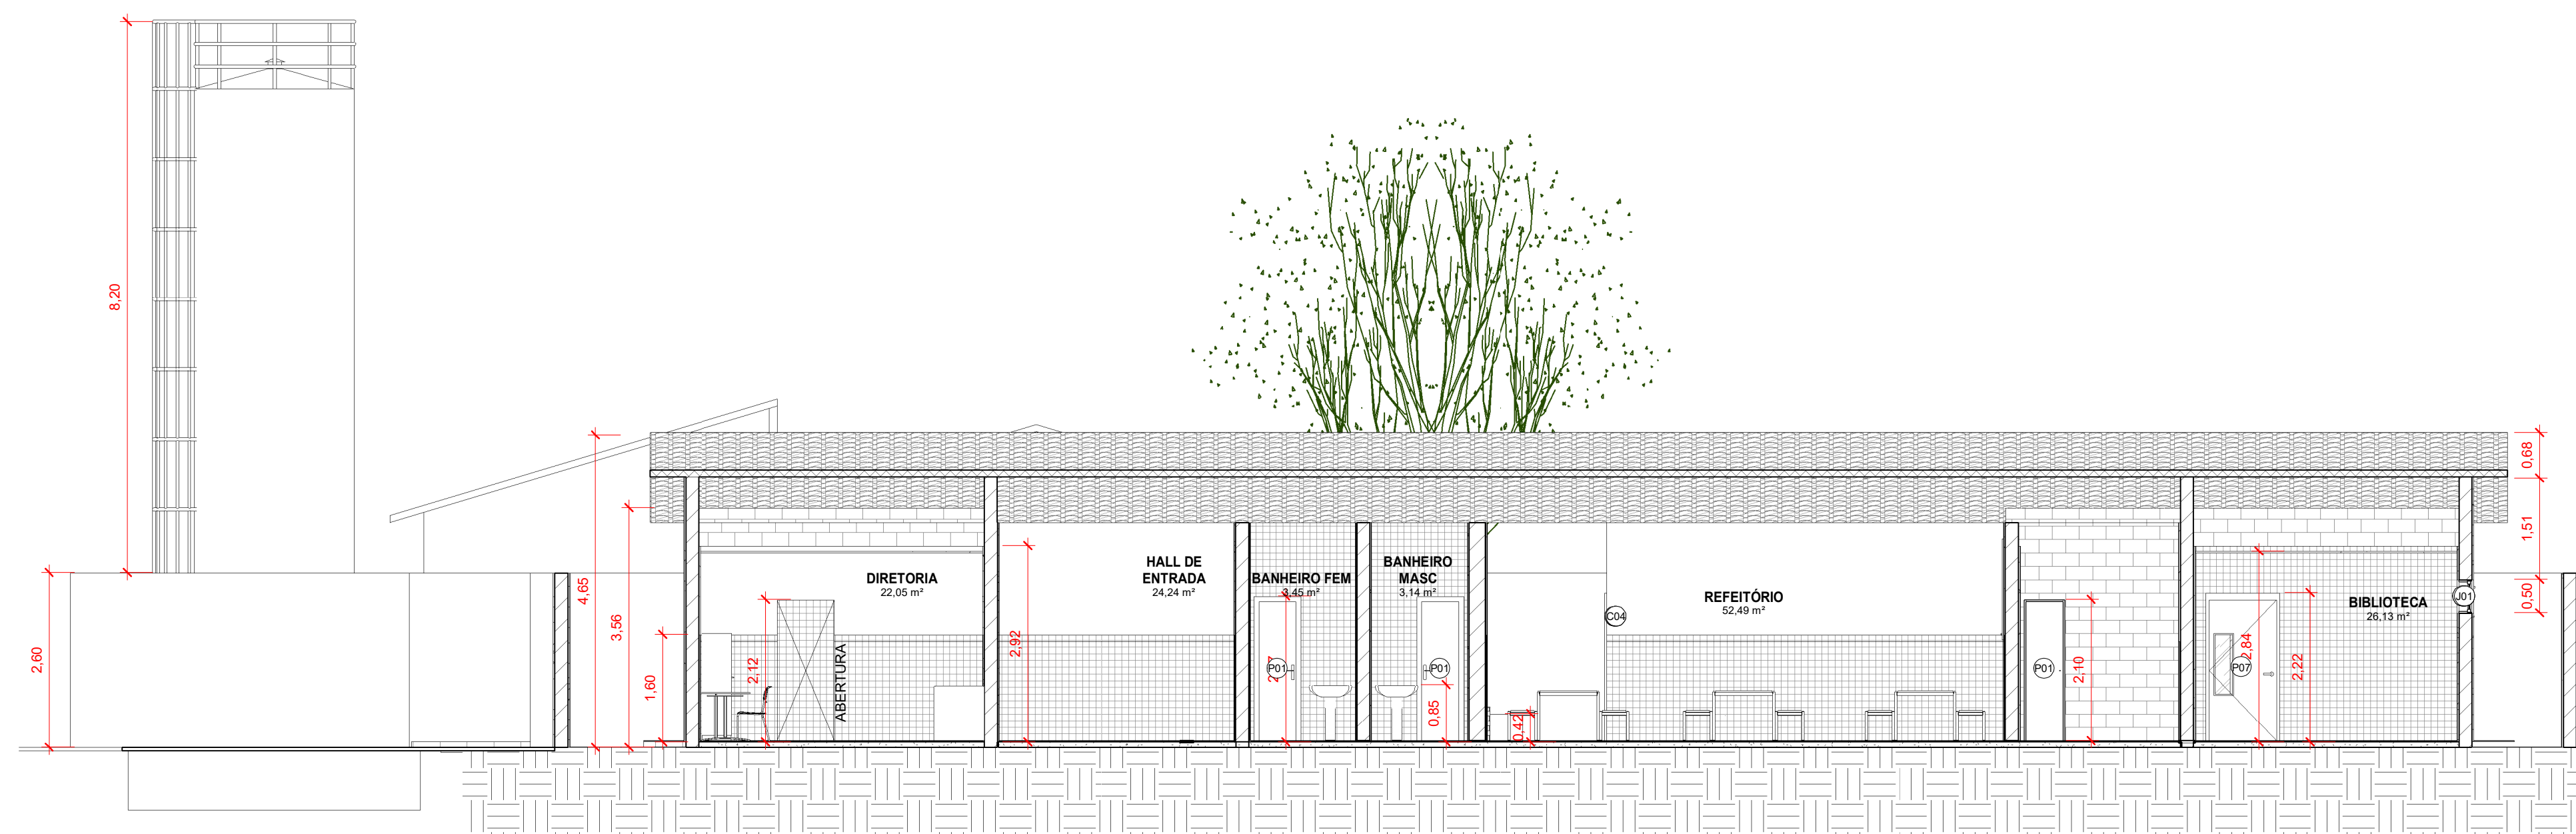 8,20
2,60
4,65
3,56
1,60
2,12
ABERTURA
DIRETORIA
22,05 m²
2,92
HALL DE
ENTRADA
24,24 m²
BANHEIRO FEM
3,45 m²
P01
BANHEIRO
MASC
3,14 m²
P01
0,85
0,42
C04
REFEITÓRIO
52,49 m²
P01
2,10
P07
2,84
2,22
BIBLIOTECA
26,13 m²
J01
0,68
1,51
0,50